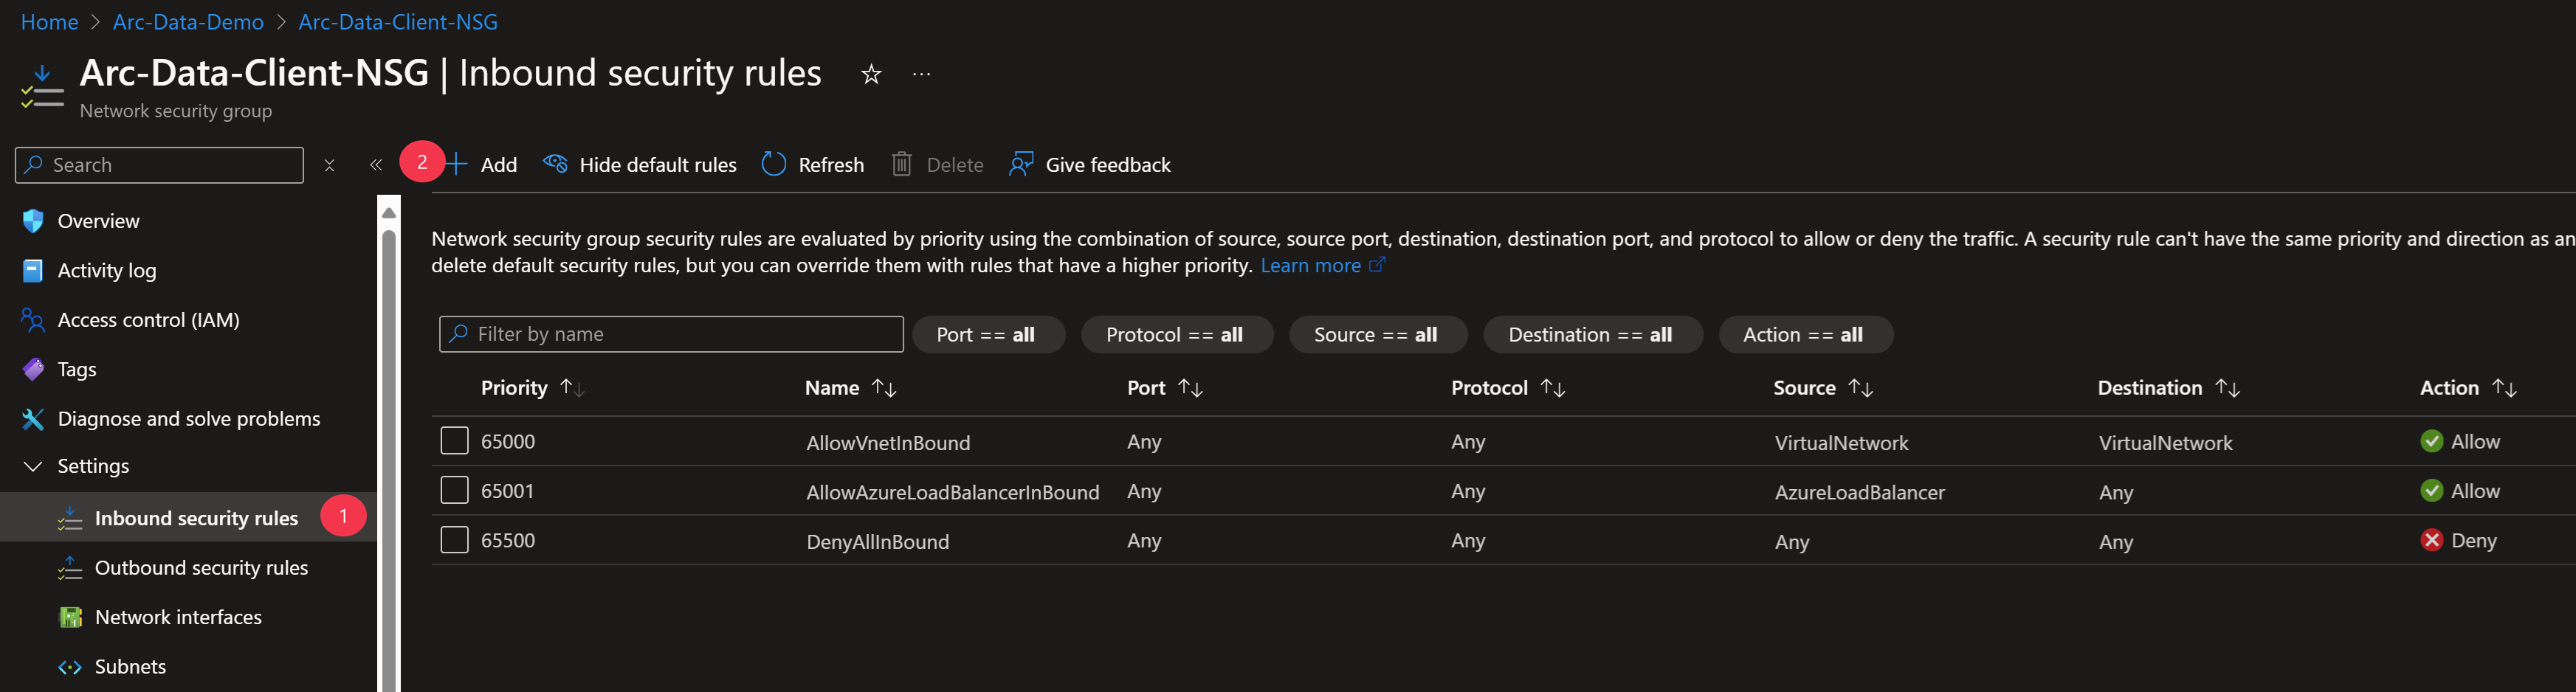 Home > Arc-Data-Demo > Arc-Data-Client-NSG
Arc-Data-Client-NSG | Inbound security rules ☆ ...
Network security group
Search
2 + Add Hide default rules Refresh Delete Give feedback
Overview
Activity log
Access control (IAM)
Tags
Diagnose and solve problems
Settings
Inbound security rules 1
Outbound security rules
Network interfaces
Subnets
Network security group security rules are evaluated by priority using the combination of source, source port, destination, destination port, and protocol to allow or deny the traffic. A security rule can't have the same priority and direction as an
delete default security rules, but you can override them with rules that have a higher priority. Learn more
Filter by name Port == all Protocol == all Source == all Destination == all Action == all
Priority ↑↓ Name ↑↓ Port ↑↓ Protocol ↑↓ Source ↑↓ Destination ↑↓ Action ↑↓
65000 AllowVnetInBound Any Any VirtualNetwork VirtualNetwork Allow
65001 AllowAzureLoadBalancerInBound Any Any AzureLoadBalancer Any Allow
65500 DenyAllInBound Any Any Any Any Deny